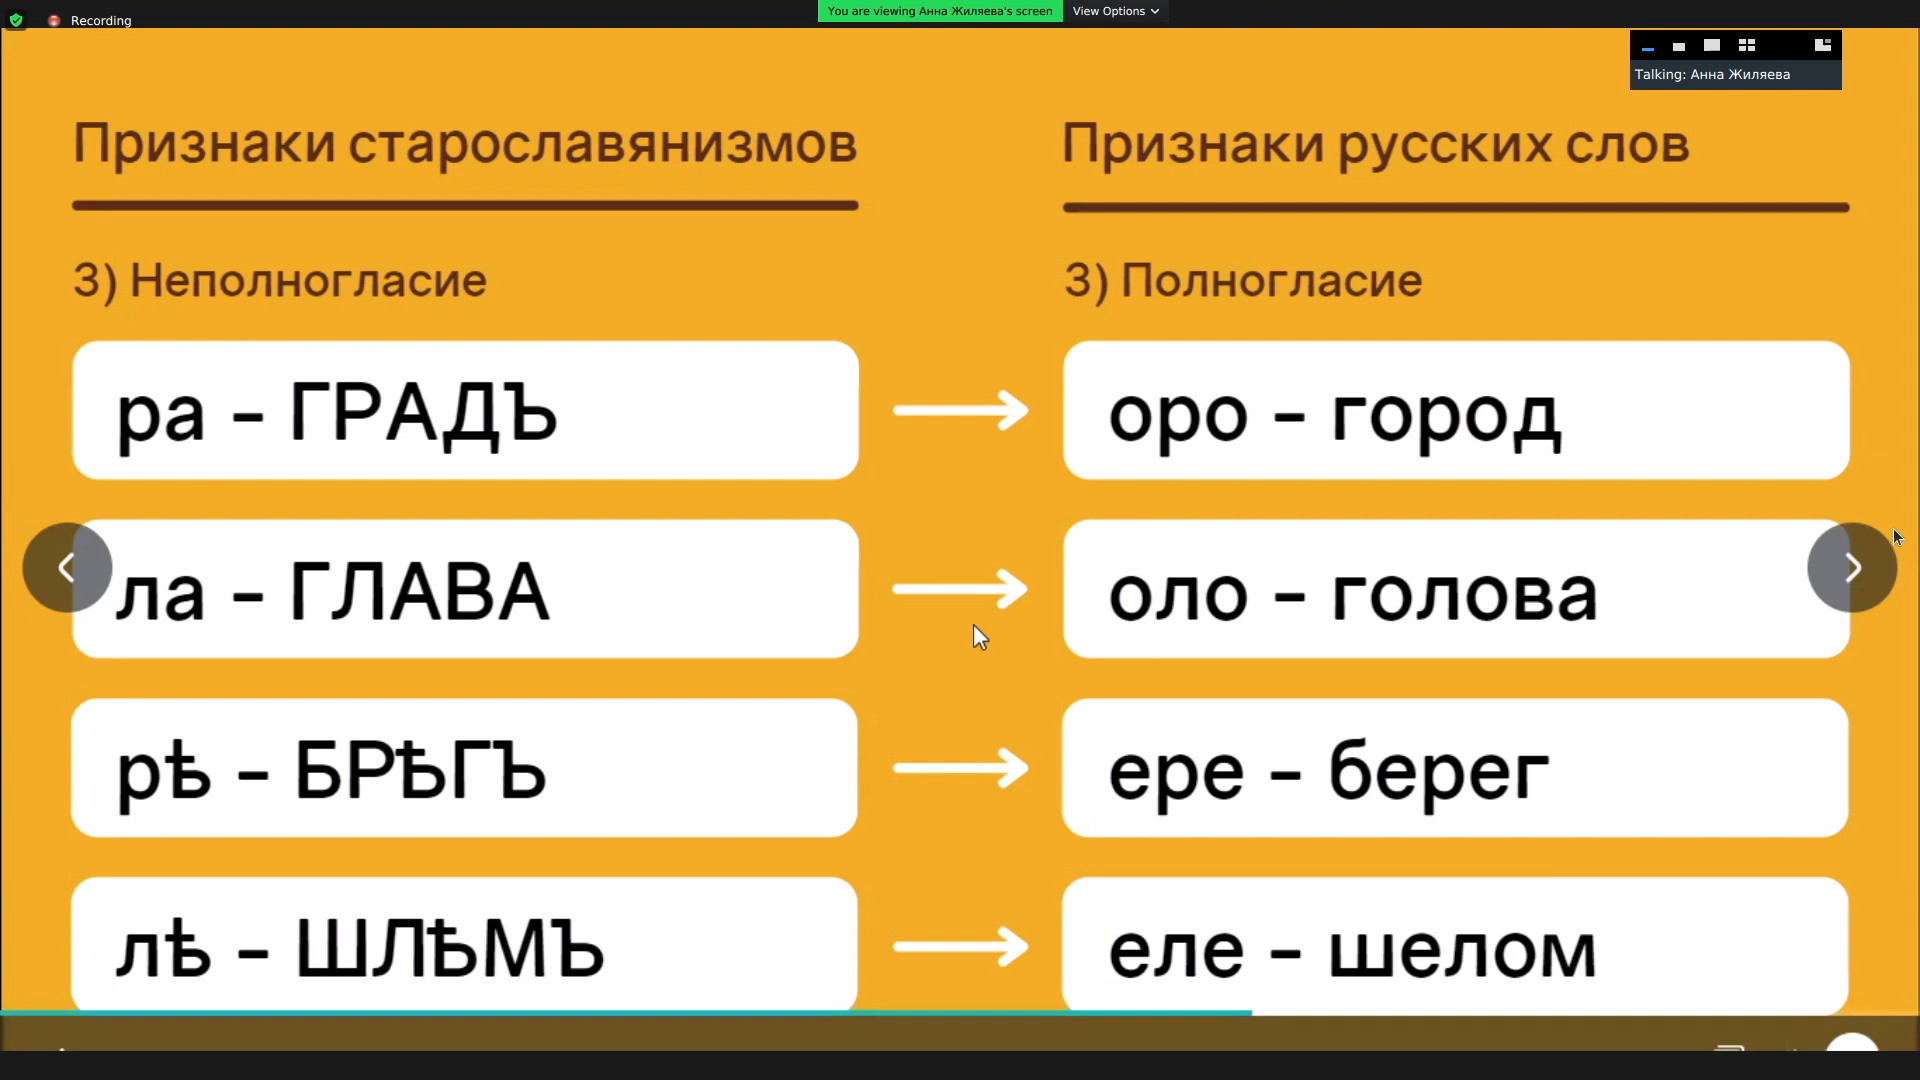 Recording
You are viewing Анна Жиляева's screen
View Options
Talking: Анна Жиляева
Признаки старославянизмов
3) Неполногласие
ра – ГРАДЪ
ла – ГЛАВА
рѣ – БРѢГЪ
лѣ – ШЛѢМЪ
Признаки русских слов
3) Полногласие
оро – город
оло – голова
ере – берег
еле – шелом